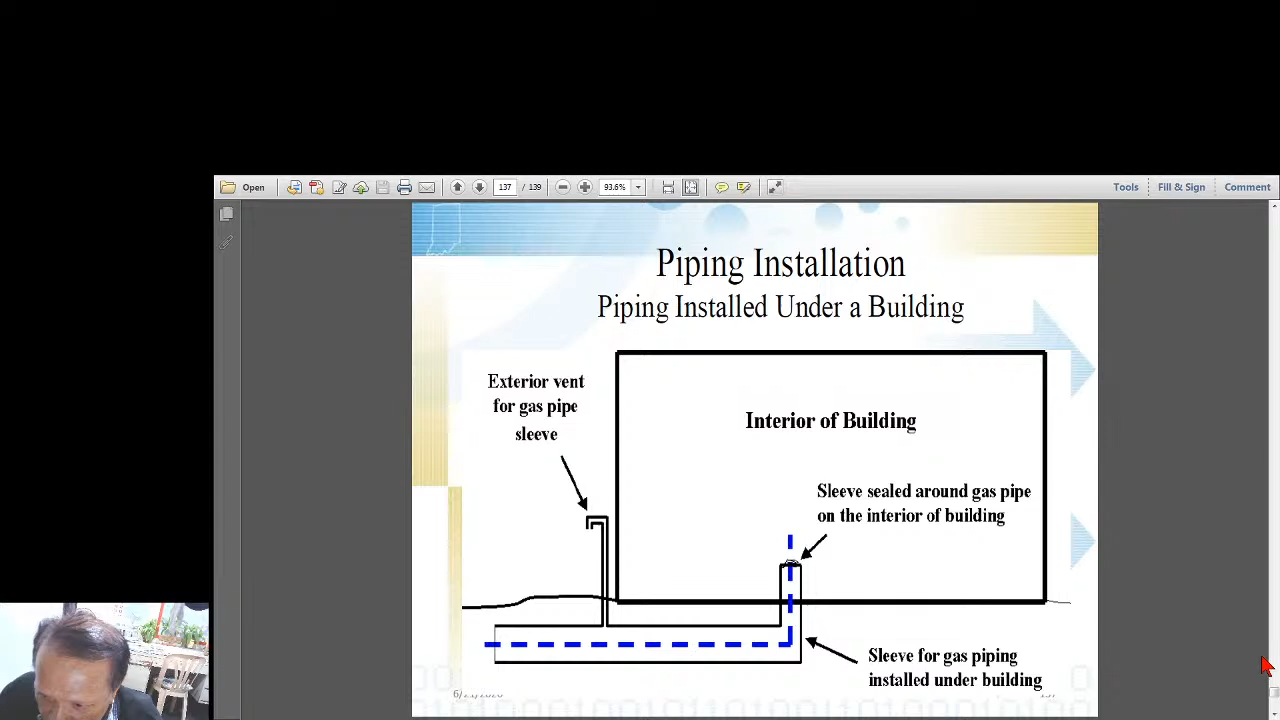 Open
137 / 139
93.6%
Tools
Fill & Sign
Comment
Piping Installation
Piping Installed Under a Building
Exterior vent
for gas pipe
sleeve
Interior of Building
Sleeve sealed around gas pipe
on the interior of building
Sleeve for gas piping
installed under building